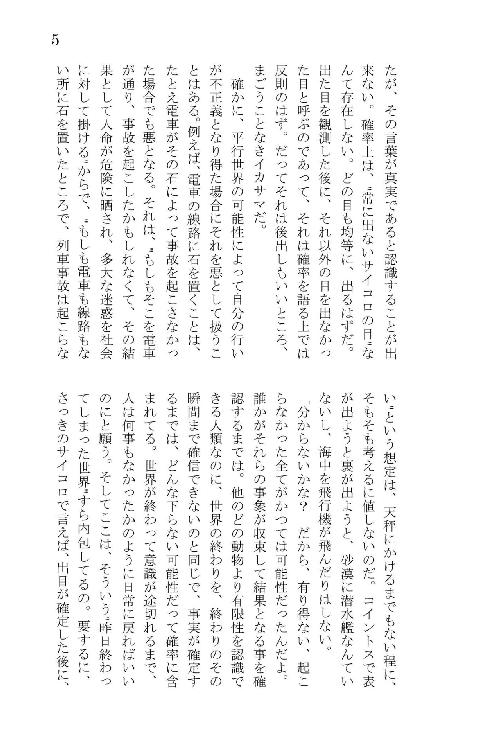 5
たが、その言葉が真実であると認識することが出
来ない。確率上は、〝常に出ないサイコロの目〟な
んて存在しない。どの目も均等に、出るはずだ。
出た目を観測した後に、それ以外の目を出なかっ
た目と呼ぶのであって、それは確率を語る上では
反則のはず。だってそれは後出しもいいところ、
まごうことなきイカサマだ。
確かに、平行世界の可能性によって自分の行い
が不正義となり得た場合にそれを悪として扱うこ
とはある。例えば、電車の線路に石を置くことは、
たとえ電車がその石によって事故を起こさなかっ
た場合でも悪となる。それは、〝もしもそこを電車
が通り、事故を起こしたかもしれなくて、その結
果として人命が危険に晒され、多大な迷惑を社会
に対して掛ける〟からで、〝もしも電車も線路もな
い所に石を置いたところで、列車事故は起こらな
い〟という想定は、天秤にかけるまでもない程に、
そもそも考えるに値しないのだ。コイントスで表
が出ようと裏が出ようと、砂漠に潜水艦なんてい
ないし、海中を飛行機が飛んだりはしない。
「分からないかな？　だから、有り得ない、起こ
らなかった全てがかつては可能性だったんだよ。
誰かがそれらの事象が収束して結果となる事を確
認するまでは。他のどの動物より有限性を認識で
きる人類なのに、世界の終わりを、終わりのその
瞬間まで確信できないのと同じで、事実が確定す
るまでは、どんな下らない可能性だって確率に含
まれてる。世界が終わって意識が途切れるまで、
人は何事もなかったかのように日常に戻ればいい
のにと願う。そしてここは、そういう〝昨日終わっ
てしまった世界〟すら内包してるの。要するに、
さっきのサイコロで言えば、出目が確定した後に、